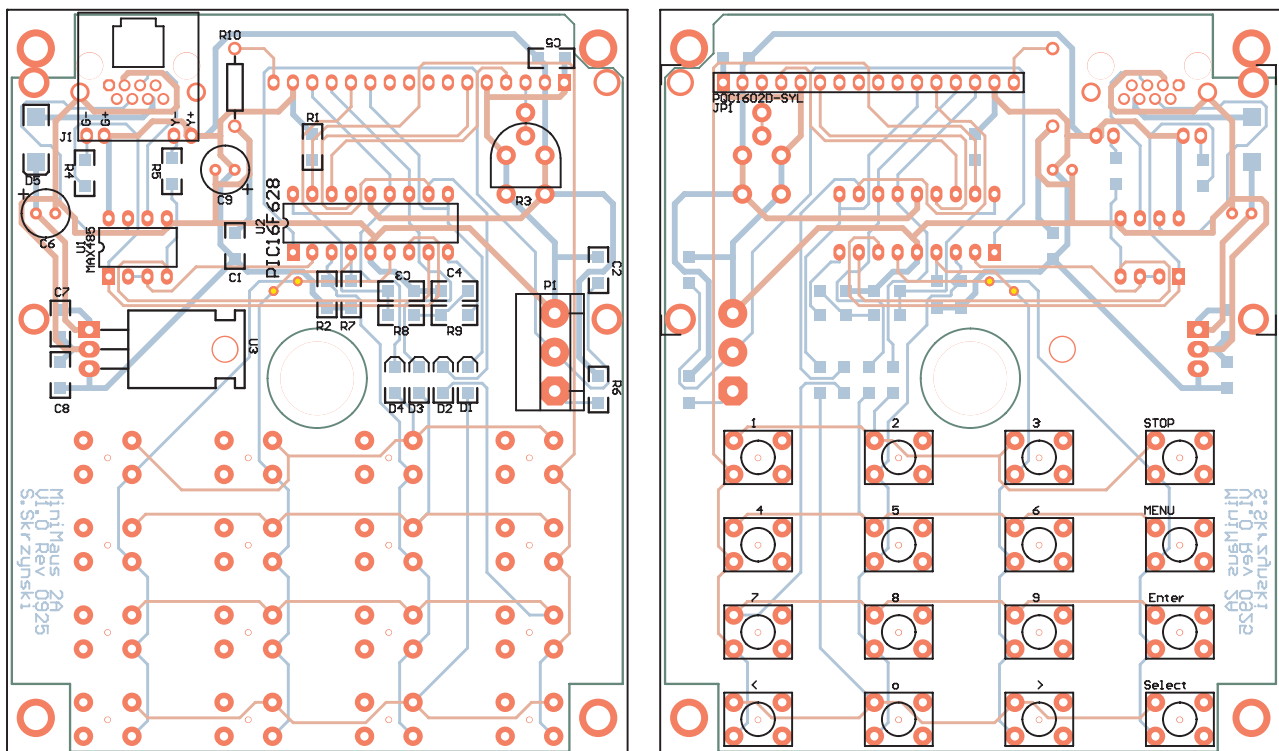 R10
C5
G-
G+
Y-
Y+
J1
R1
R4
R5
D5
+
C9
+
R3
C6
U1
MAX485
PIC16F628
U2
C1
C2
C3
C4
P1
C7
R2
R7
R8
R9
U3
C8
D4
D3
D2
D1
R6
MiniMaus 2A
V1.0 Rev 0925
S.Skrzynski
PQC1602D-SYL
JP1
1
2
3
STOP
4
5
6
MENU
7
8
9
Enter
<
o
>
Select
S.Skrzynski
V1.0 Rev 0925
MiniMaus 2A